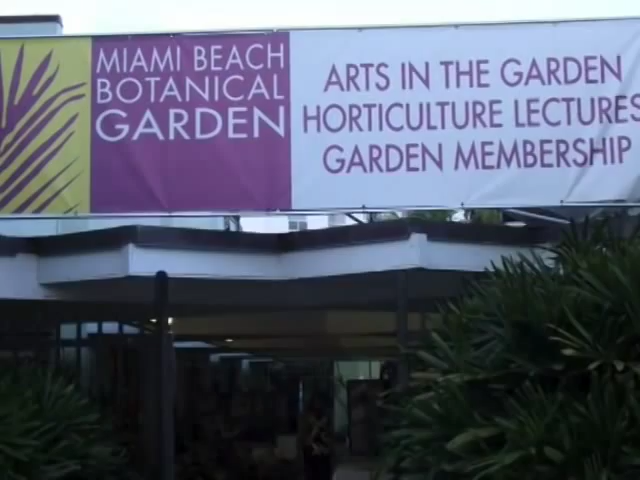 MIAMI BEACH
BOTANICAL
GARDEN
ARTS IN THE GARDEN
HORTICULTURE LECTURES
GARDEN MEMBERSHIP